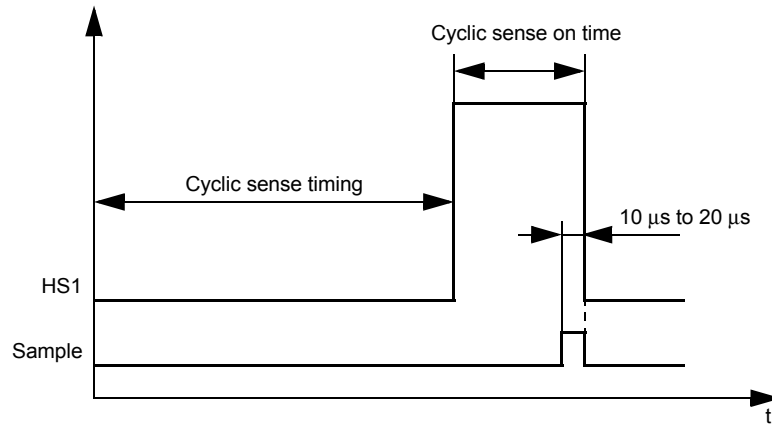 Cyclic sense on time
Cyclic sense timing
10 μs to 20 μs
HS1
Sample
t